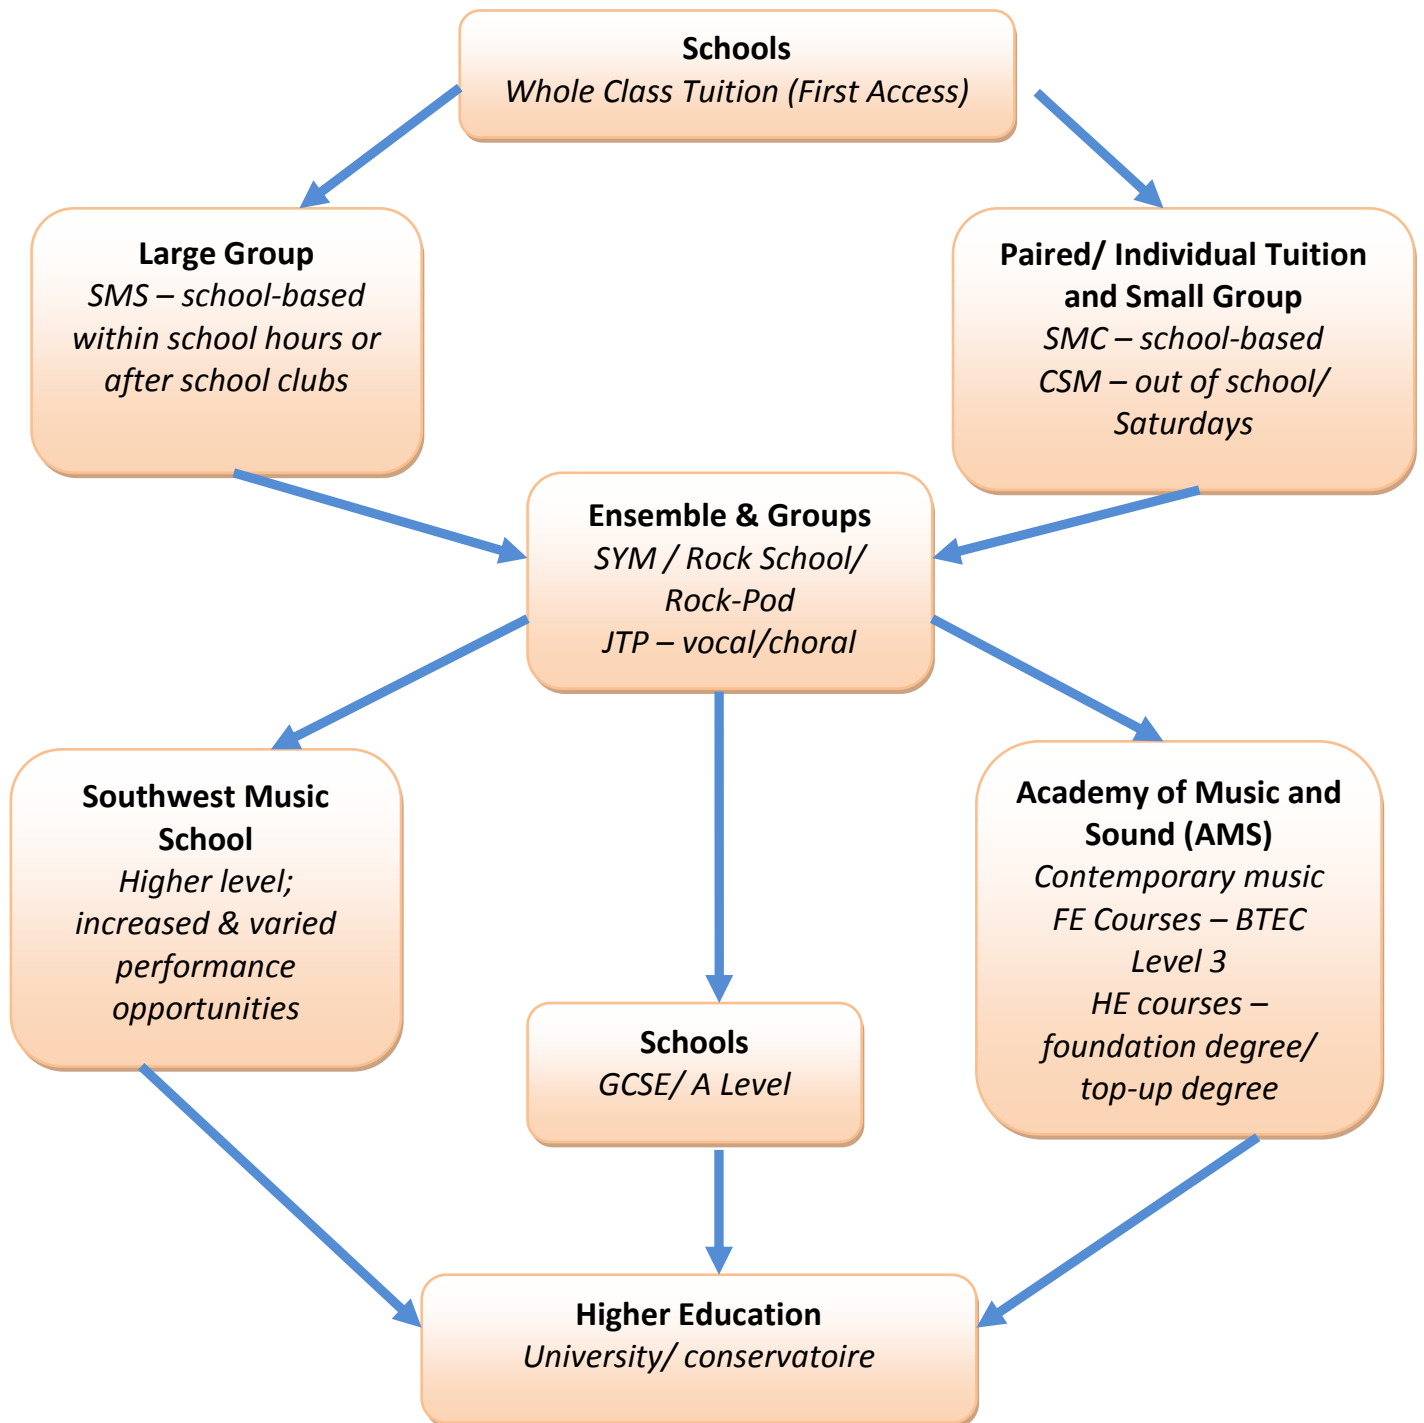 Schools
Whole Class Tuition (First Access)
Large Group
SMS – school-based
within school hours or
after school clubs
Paired/ Individual Tuition
and Small Group
SMC – school-based
CSM – out of school/
Saturdays
Ensemble & Groups
SYM / Rock School/
Rock-Pod
JTP – vocal/choral
Southwest Music
School
Higher level;
increased & varied
performance
opportunities
Schools
GCSE/ A Level
Academy of Music and
Sound (AMS)
Contemporary music
FE Courses – BTEC
Level 3
HE courses –
foundation degree/
top-up degree
Higher Education
University/ conservatoire